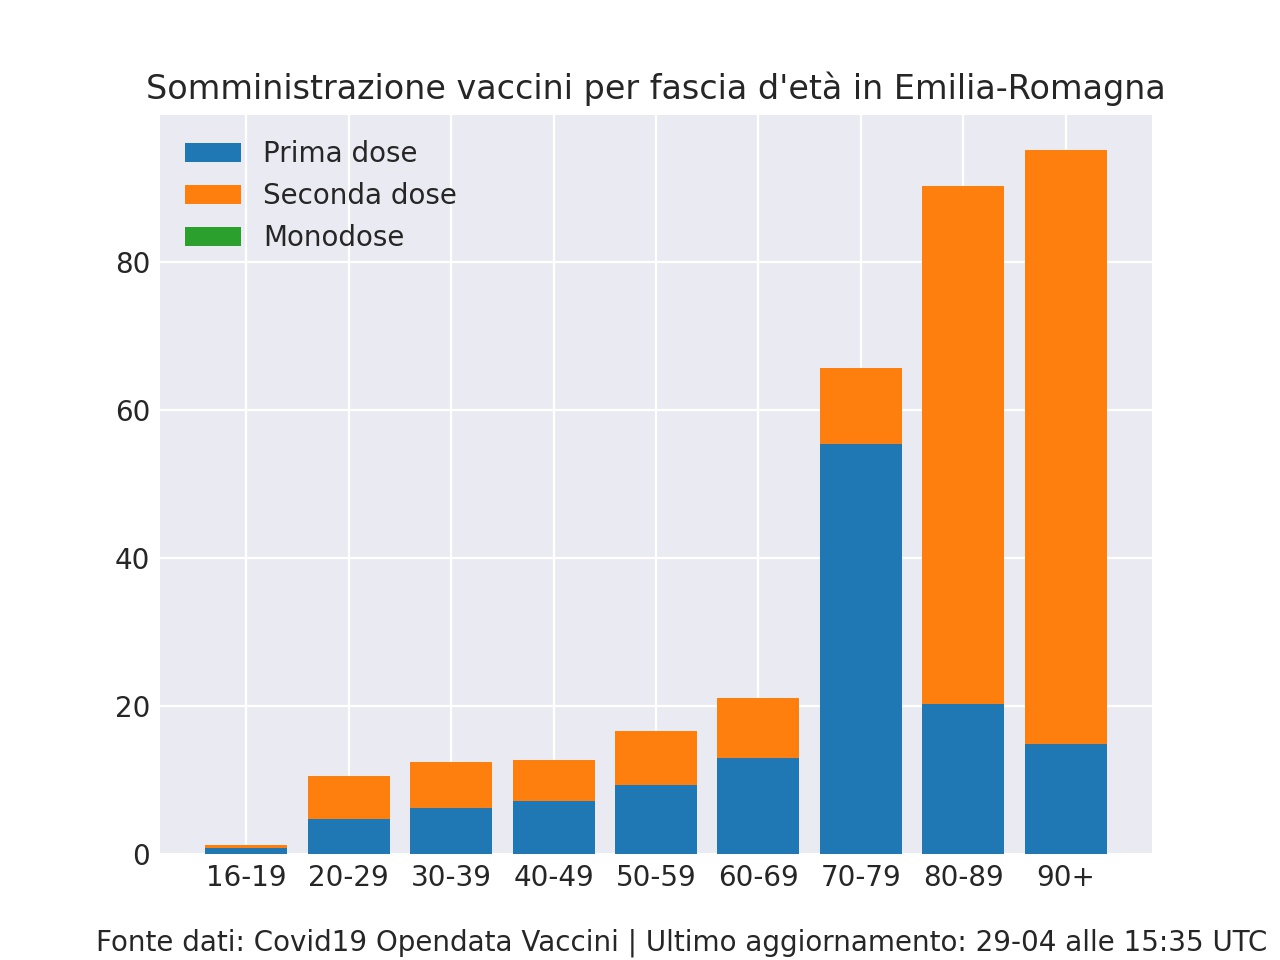 Somministrazione vaccini per fascia d'età in Emilia-Romagna
Prima dose
Seconda dose
Monodose
80
60
40
20
0
16-19 20-29 30-39 40-49 50-59 60-69 70-79 80-89 90+
Fonte dati: Covid19 Opendata Vaccini | Ultimo aggiornamento: 29-04 alle 15:35 UTC